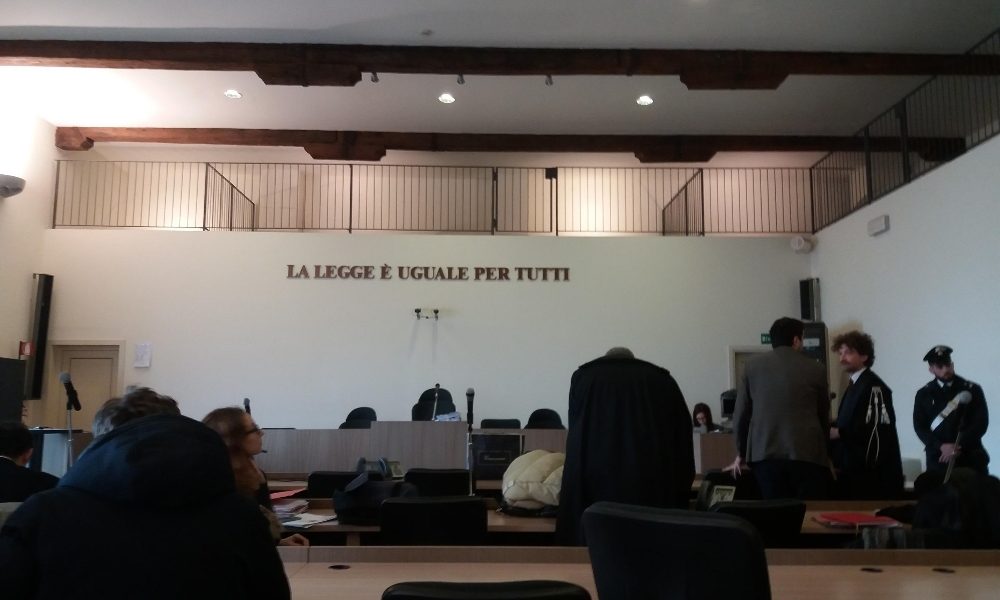 LA LEGGE È UGUALE PER TUTTI